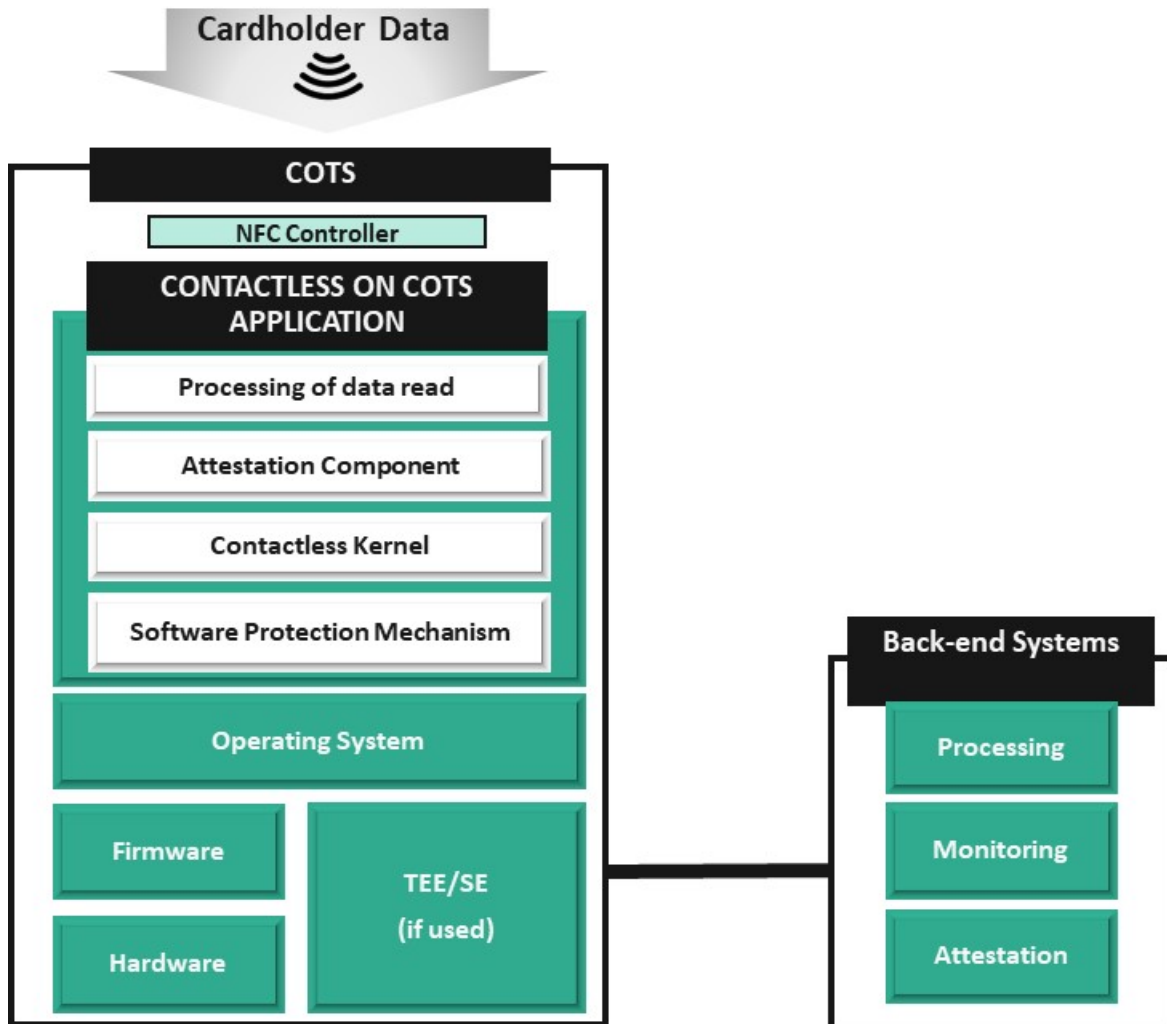 Cardholder Data
COTS
NFC Controller
CONTACTLESS ON COTS
APPLICATION
Processing of data read
Attestation Component
Contactless Kernel
Software Protection Mechanism
Operating System
Firmware
Hardware
TEE/SE
(if used)
Back-end Systems
Processing
Monitoring
Attestation